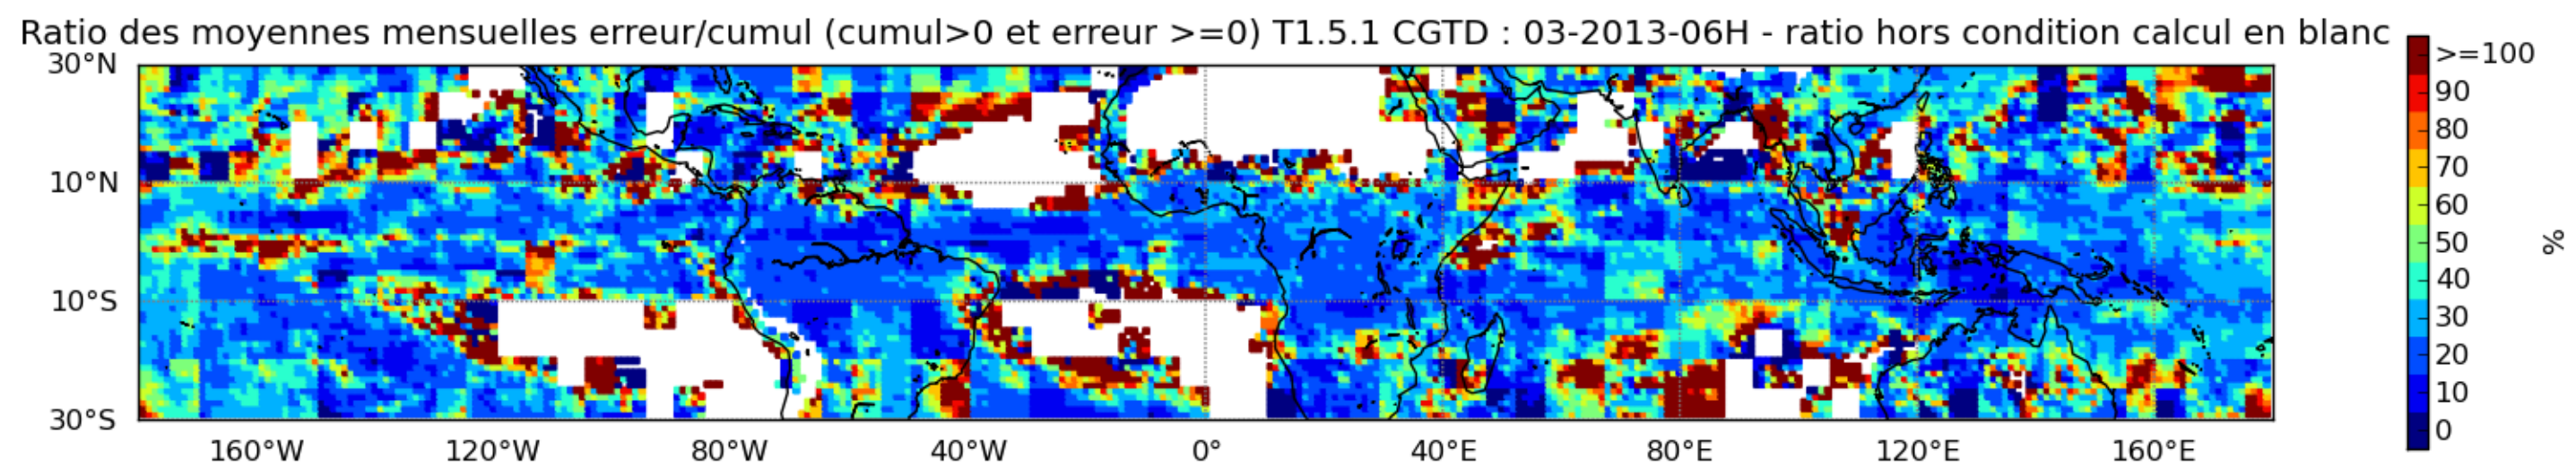 Ratio des moyennes mensuelles erreur/cumul (cumul>0 et erreur >=0) T1.5.1 CGTD : 03-2013-06H - ratio hors condition calcul en blanc
30°N
10°N
10°S
30°S
160°W 120°W 80°W 40°W 0° 40°E 80°E 120°E 160°E
>=100
90
80
70
60
50
40
30
20
10
0
%